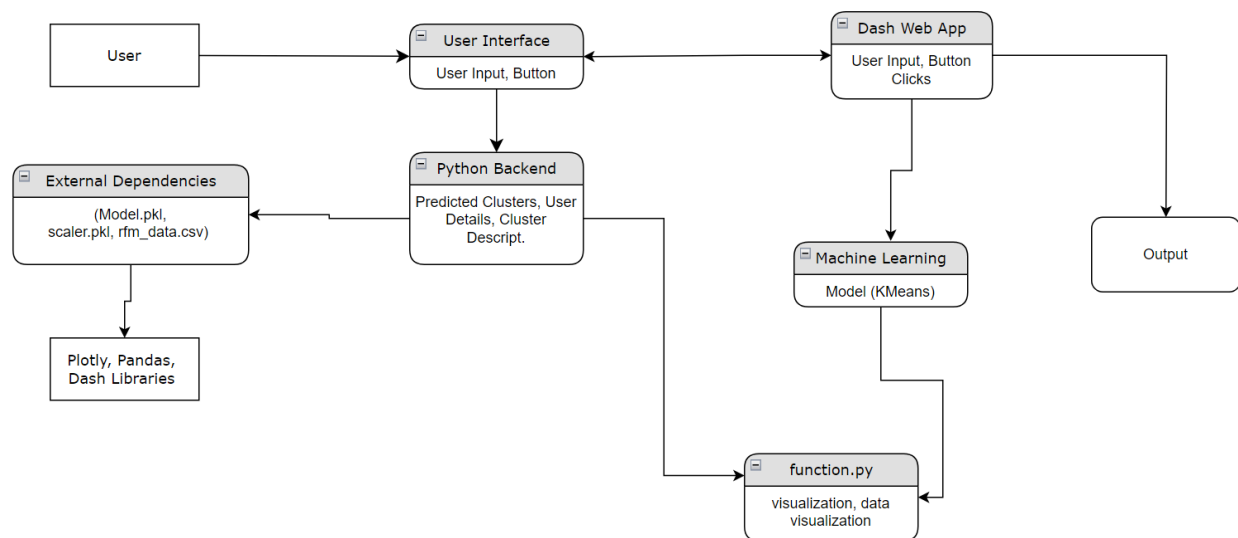 User
User Interface
User Input, Button
Dash Web App
User Input, Button
Clicks
External Dependencies
(Model.pkl,
scaler.pkl, rfm_data.csv)
Python Backend
Predicted Clusters, User
Details, Cluster
Descript.
Machine Learning
Model (KMeans)
Output
Plotly, Pandas,
Dash Libraries
function.py
visualization, data
visualization